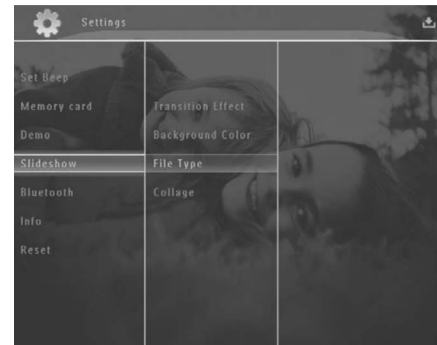 Settings
Set Beep
Memory card
Demo
Slideshow
Bluetooth
Info
Reset
Transition Effect
Background Color
File Type
Collage